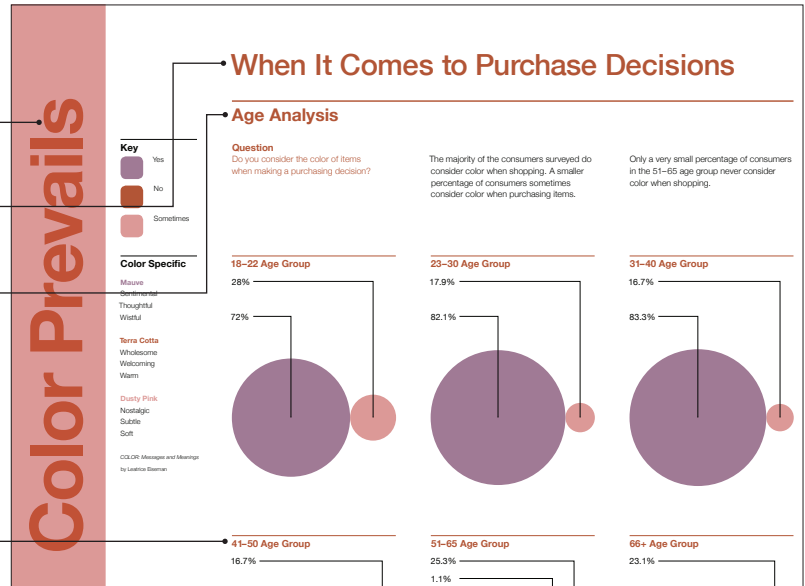 Color Prevails
When It Comes to Purchase Decisions
Age Analysis
Key
Yes
No
Sometimes
Question
Do you consider the color of items
when making a purchasing decision?
The majority of the consumers surveyed do
consider color when shopping. A smaller
percentage of consumers sometimes
consider color when purchasing items.
Only a very small percentage of consumers
in the 51–65 age group never consider
color when shopping.
Color Specific
Mauve
Sentimental
Thoughtful
Wistful
Terra Cotta
Wholesome
Welcoming
Warm
Dusty Pink
Nostalgic
Subtle
Soft
COLOR: Messages and Meanings
by Leatrice Eiseman
18–22 Age Group
28%
72%
23–30 Age Group
17.9%
82.1%
31–40 Age Group
16.7%
83.3%
41–50 Age Group
16.7%
51–65 Age Group
25.3%
1.1%
66+ Age Group
23.1%